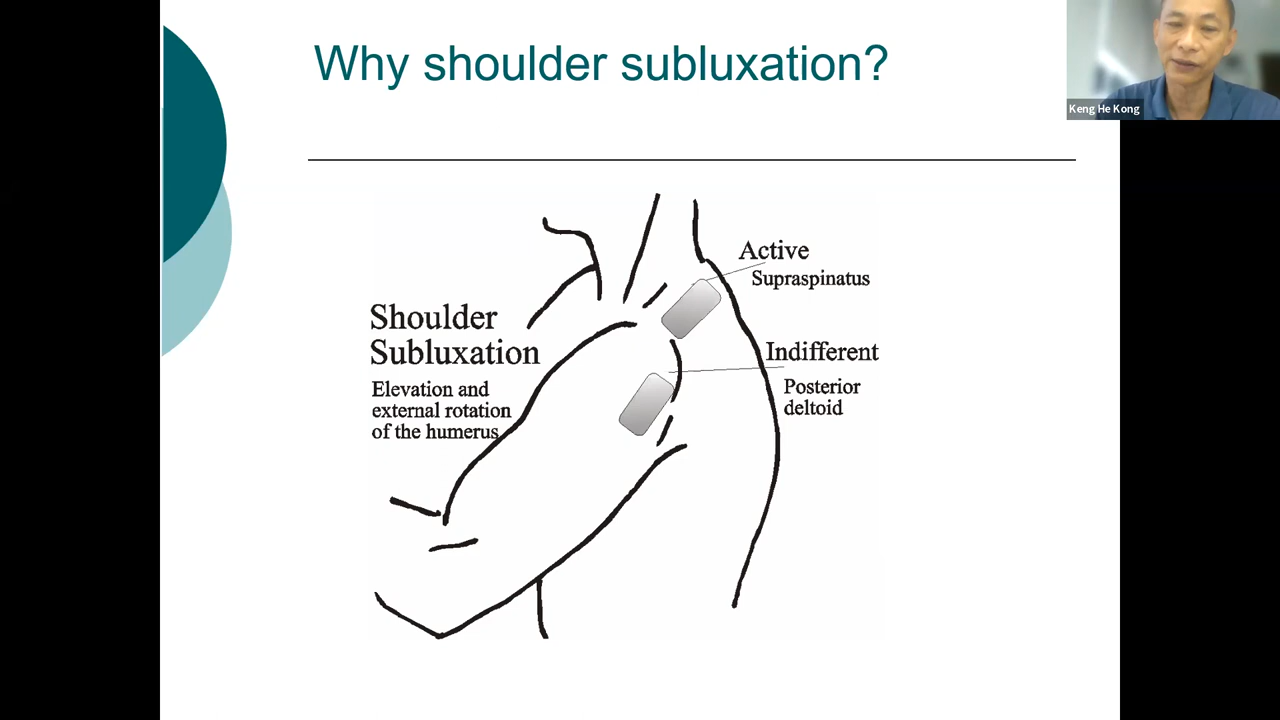 Why shoulder subluxation?
Keng He Kong
Active
Supraspinatus
Shoulder
Subluxation
Indifferent
Elevation and
external rotation
of the humerus
Posterior
deltoid